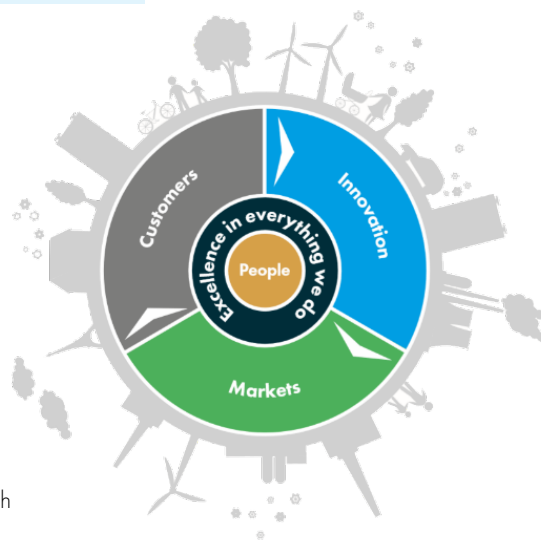 Customers
Innovation
Excellence in everything we do
People
Markets
h